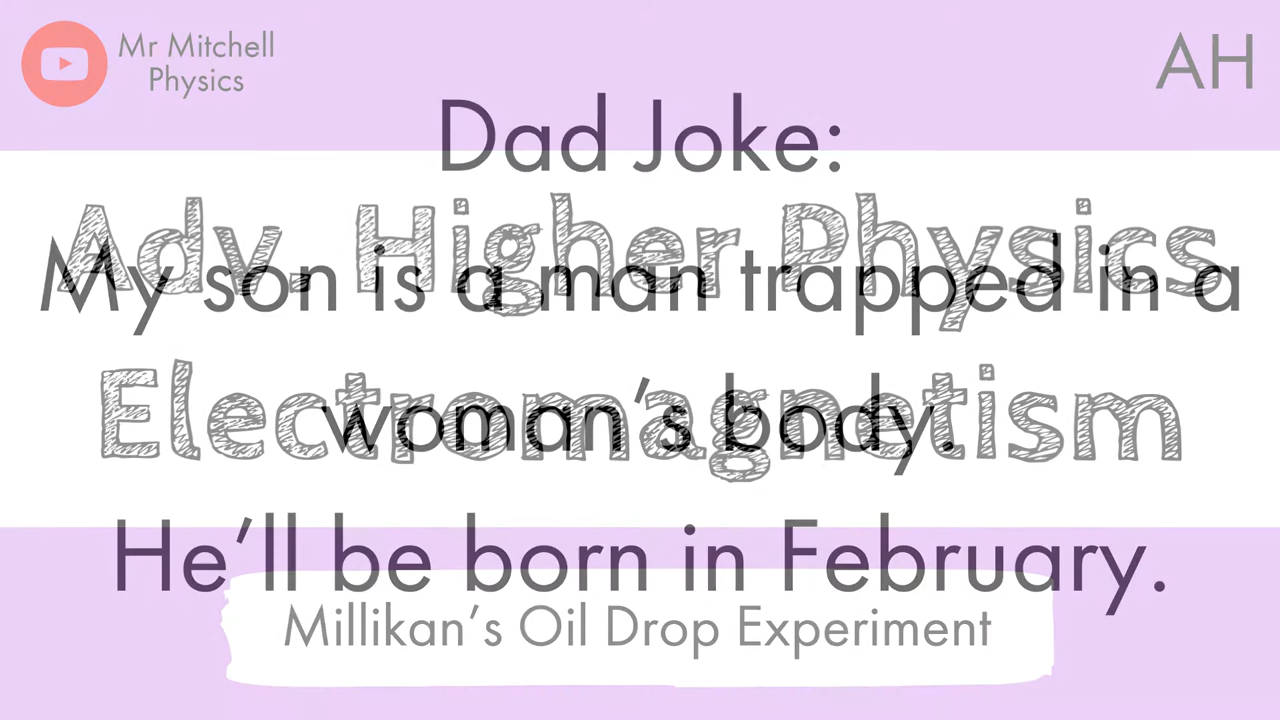 Mr Mitchell
Physics
AH
Dad Joke:
Adv. Higher Physics
My son is a man trapped in a
Electromagnetism
woman’s body.
He’ll be born in February.
Millikan’s Oil Drop Experiment